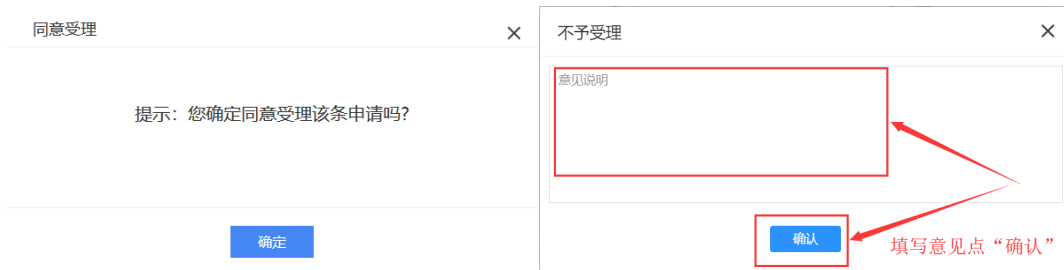 同意受理
提示：您确定同意受理该条申请吗？
确定
不予受理
意见说明
确认
填写意见点“确认”